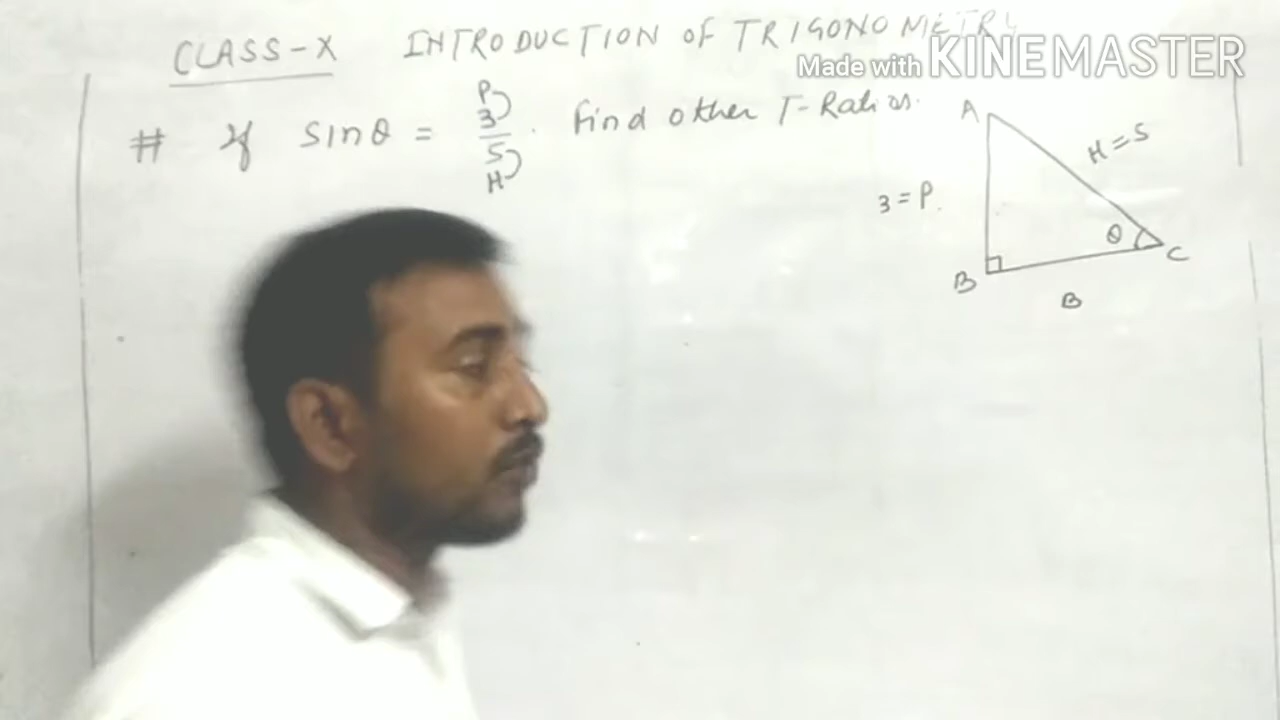 CLASS-X INTRODUCTION OF TRIGONOMETRY
Made with KINEMASTER
# If sinθ = P 3 / 5 H . find other T-Ratios.
A
H = 5
3 = P.
θ
B
C
B